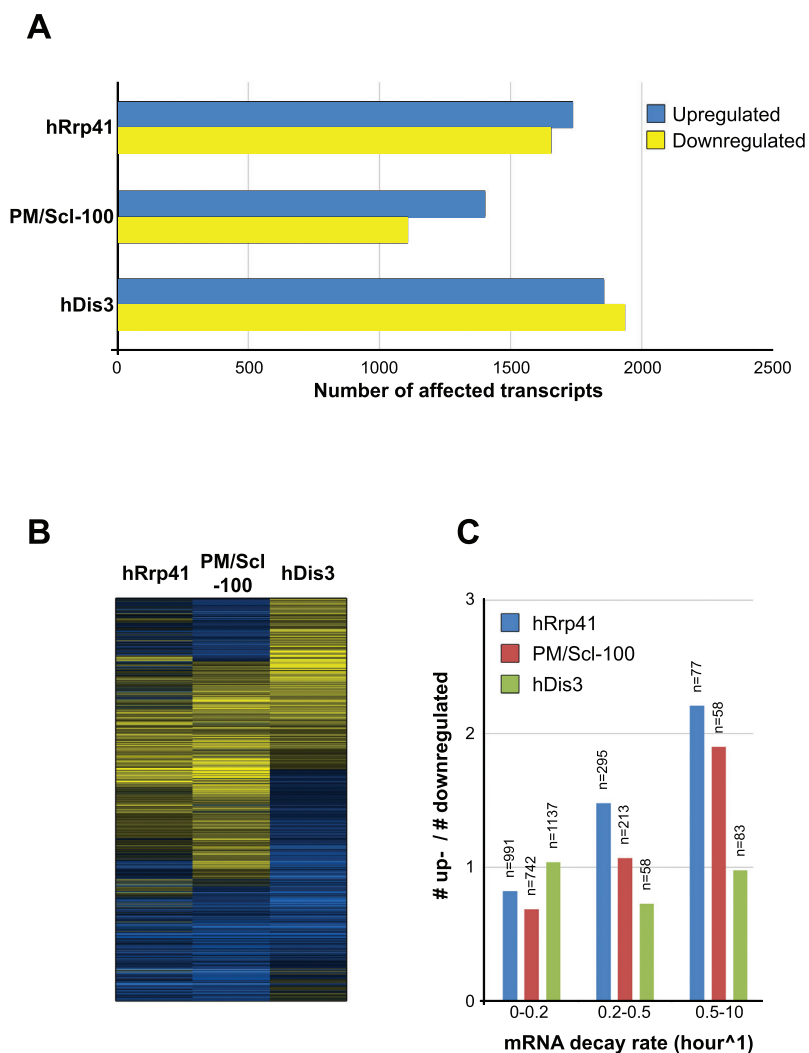 A
hRrp41
PM/Scl-100
hDis3
Upregulated
Downregulated
0
500
1000
1500
2000
2500
Number of affected transcripts
B
hRrp41
PM/Scl
-100
hDis3
C
# up- / # downregulated
3
2
1
0
hRrp41
PM/Scl-100
hDis3
n=991
n=742
n=1137
n=295
n=213
n=58
n=77
n=58
n=83
0-0.2
0.2-0.5
0.5-10
mRNA decay rate (hour^1)